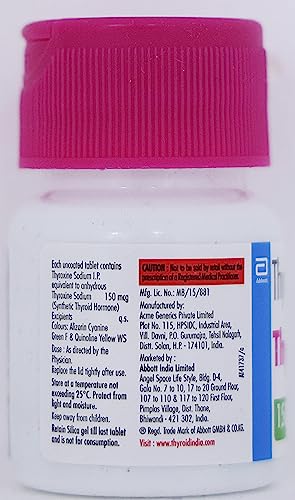 Each uncoated tablet contains
Thyroxine Sodium I.P.
equivalent to anhydrous
Thyroxine Sodium 150 mcg
(Synthetic Thyroid Hormone)
Excipients q.s.
Colours: Alizarin Cyanine
Green F. & Quinoline Yellow WS
Dose : As directed by the
Physician.
Replace the lid tightly after use.
Store at a temperature not
exceeding 25°C. Protect from
light and moisture.
Keep away from children.
Retain Silica gel till last tablet
and is not for consumption.
CAUTION : Not to be sold by retail without the
prescription of a Registered Medical Practitioner.
Mfg. Lic. No.: MB/15/881
Manufactured by :
Acme Generics Private Limited
Plot No. 115, HPSIDC, Industrial Area,
Vill. Davni, P.O. Gurumajra, Tehsil Nalagah,
Distt. Solan, H.P. - 174101, India.
Marketed by :
Abbott India Limited
Angel Space Life Style, Bldg. D-4,
Gala No. 7 to 10, 17 to 20 Ground Floor,
107 to 110 & 117 to 120 First Floor,
Pimplas Village, Dist. Thane,
Bhiwandi - 421 302, India.
® Regd. Trade Mark of Abbott GMBH & CO.KG.
Visit : www.thyroidindia.com
Abbott
Th
Th